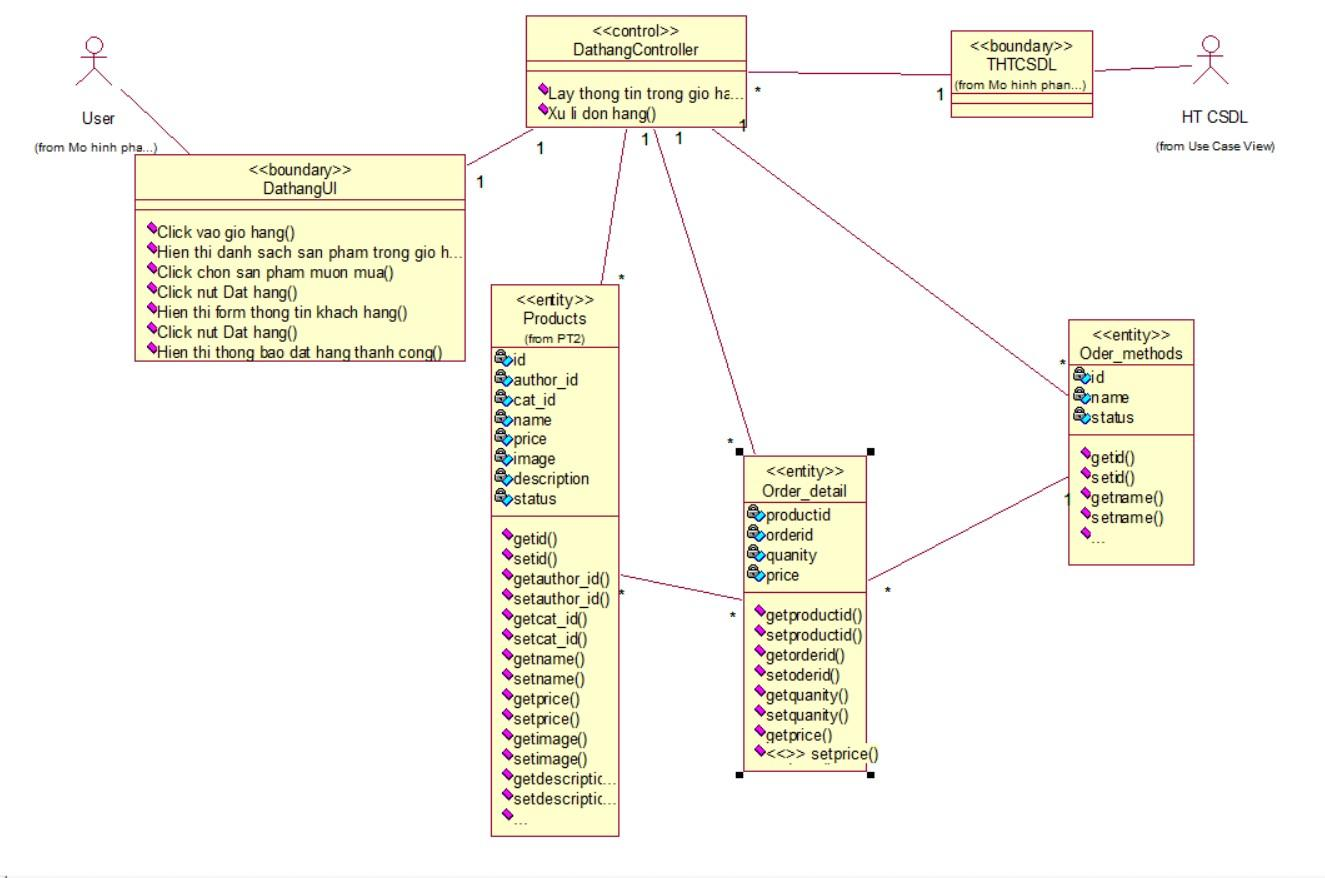 <<control>>
DathangController
Lay thong tin trong gio ha...
Xu li don hang()
<<boundary>>
THTCSDL
(from Mo hinh phan...)
User
(from Mo hinh pha...)
HT CSDL
(from Use Case View)
*
1
1
1
1
1
1
<<boundary>>
DathangUI
Click vao gio hang()
Hien thi danh sach san pham trong gio h...
Click chon san pham muon mua()
Click nut Dat hang()
Hien thi form thong tin khach hang()
Click nut Dat hang()
Hien thi thong bao dat hang thanh cong()
*
<<entity>>
Products
(from PT2)
id
author_id
cat_id
name
price
image
description
status
getid()
setid()
getauthor_id()
setauthor_id()
getcat_id()
setcat_id()
getname()
setname()
getprice()
setprice()
getimage()
setimage()
getdescriptic...
setdescriptic...
...
*
*
*
<<entity>>
Order_detail
productid
orderid
quanity
price
getproductid()
setproductid()
getorderid()
setoderid()
getquanity()
setquanity()
getprice()
<<>> setprice()
*
*
1
<<entity>>
Oder_methods
id
name
status
getid()
setid()
getname()
setname()
...